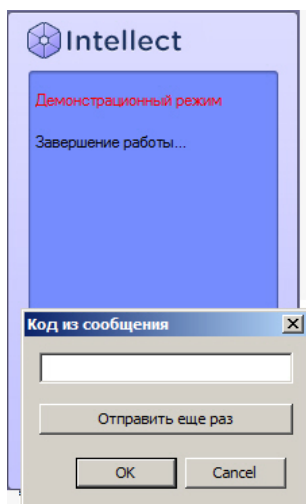 Intellect
Демонстрационный режим
Завершение работы...
Код из сообщения
Отправить еще раз
OK
Cancel